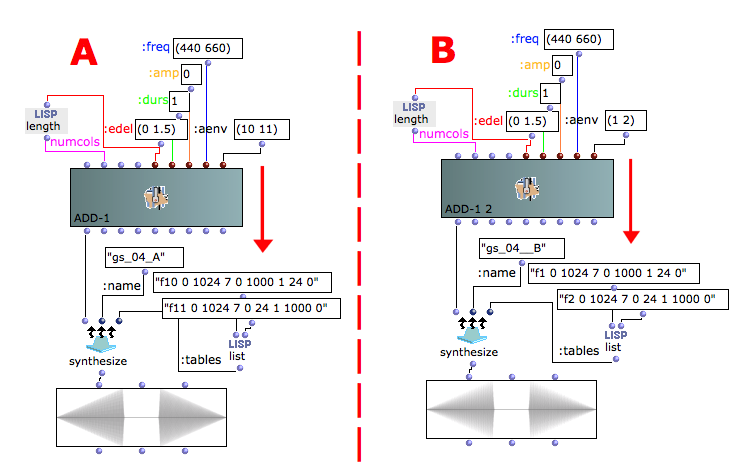 A
:freq (440 660)
:amp 0
:durs 1
LISP
length
:edel (0 1.5) :aenv (10 11)
numcols
ADD-1
"gs_04_A"
:name "f10 0 1024 7 0 1000 1 24 0"
"f11 0 1024 7 0 24 1 1000 0"
LISP
list
synthesize
:tables
B
:freq (440 660)
:amp 0
:durs 1
LISP
length
:edel (0 1.5) :aenv (1 2)
numcols
ADD-1 2
"gs_04__B"
:name "f1 0 1024 7 0 1000 1 24 0"
"f2 0 1024 7 0 24 1 1000 0"
LISP
list
synthesize
:tables